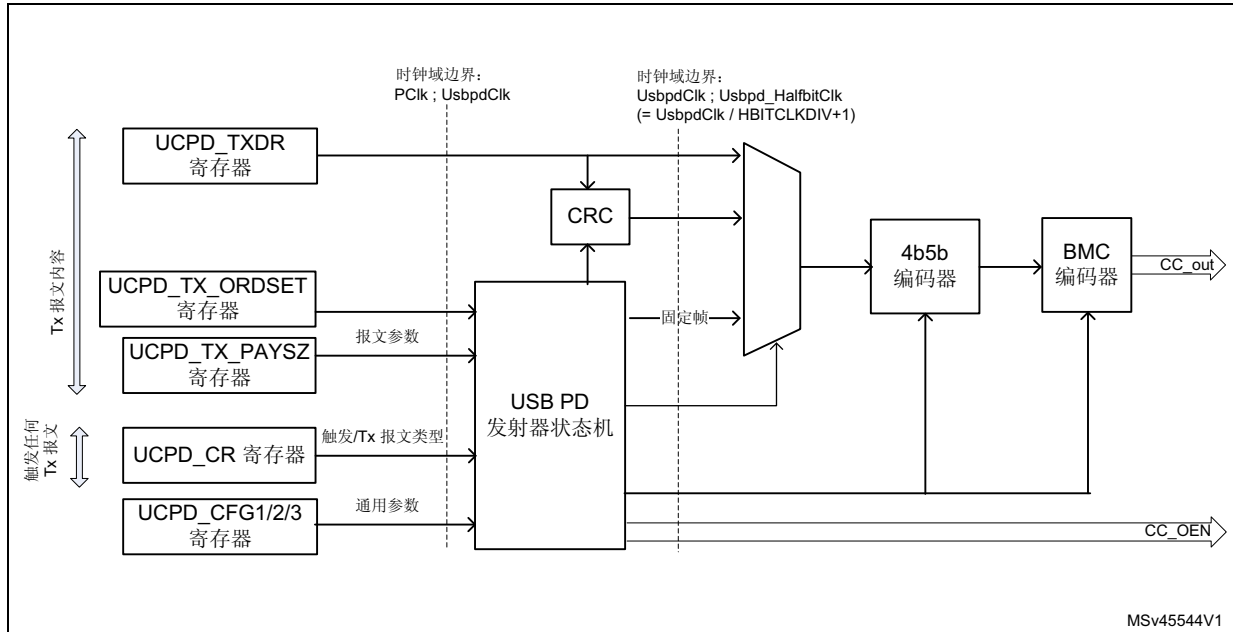 时钟域边界：
PClk ; UsbpdClk
时钟域边界：
UsbpdClk ; Usbpd_HalfbitClk
(= UsbpdClk / HBITCLKDIV+1)
UCPD_TXDR
寄存器
CRC
4b5b
编码器
BMC
编码器
CC_out
Tx 报文内容
UCPD_TX_ORDSET
寄存器
报文参数
固定帧
UCPD_TX_PAYSZ
寄存器
USB PD
发射器状态机
触发任何
Tx 报文
UCPD_CR 寄存器
触发/Tx 报文类型
UCPD_CFG1/2/3
寄存器
通用参数
CC_OEN
MSv45544V1